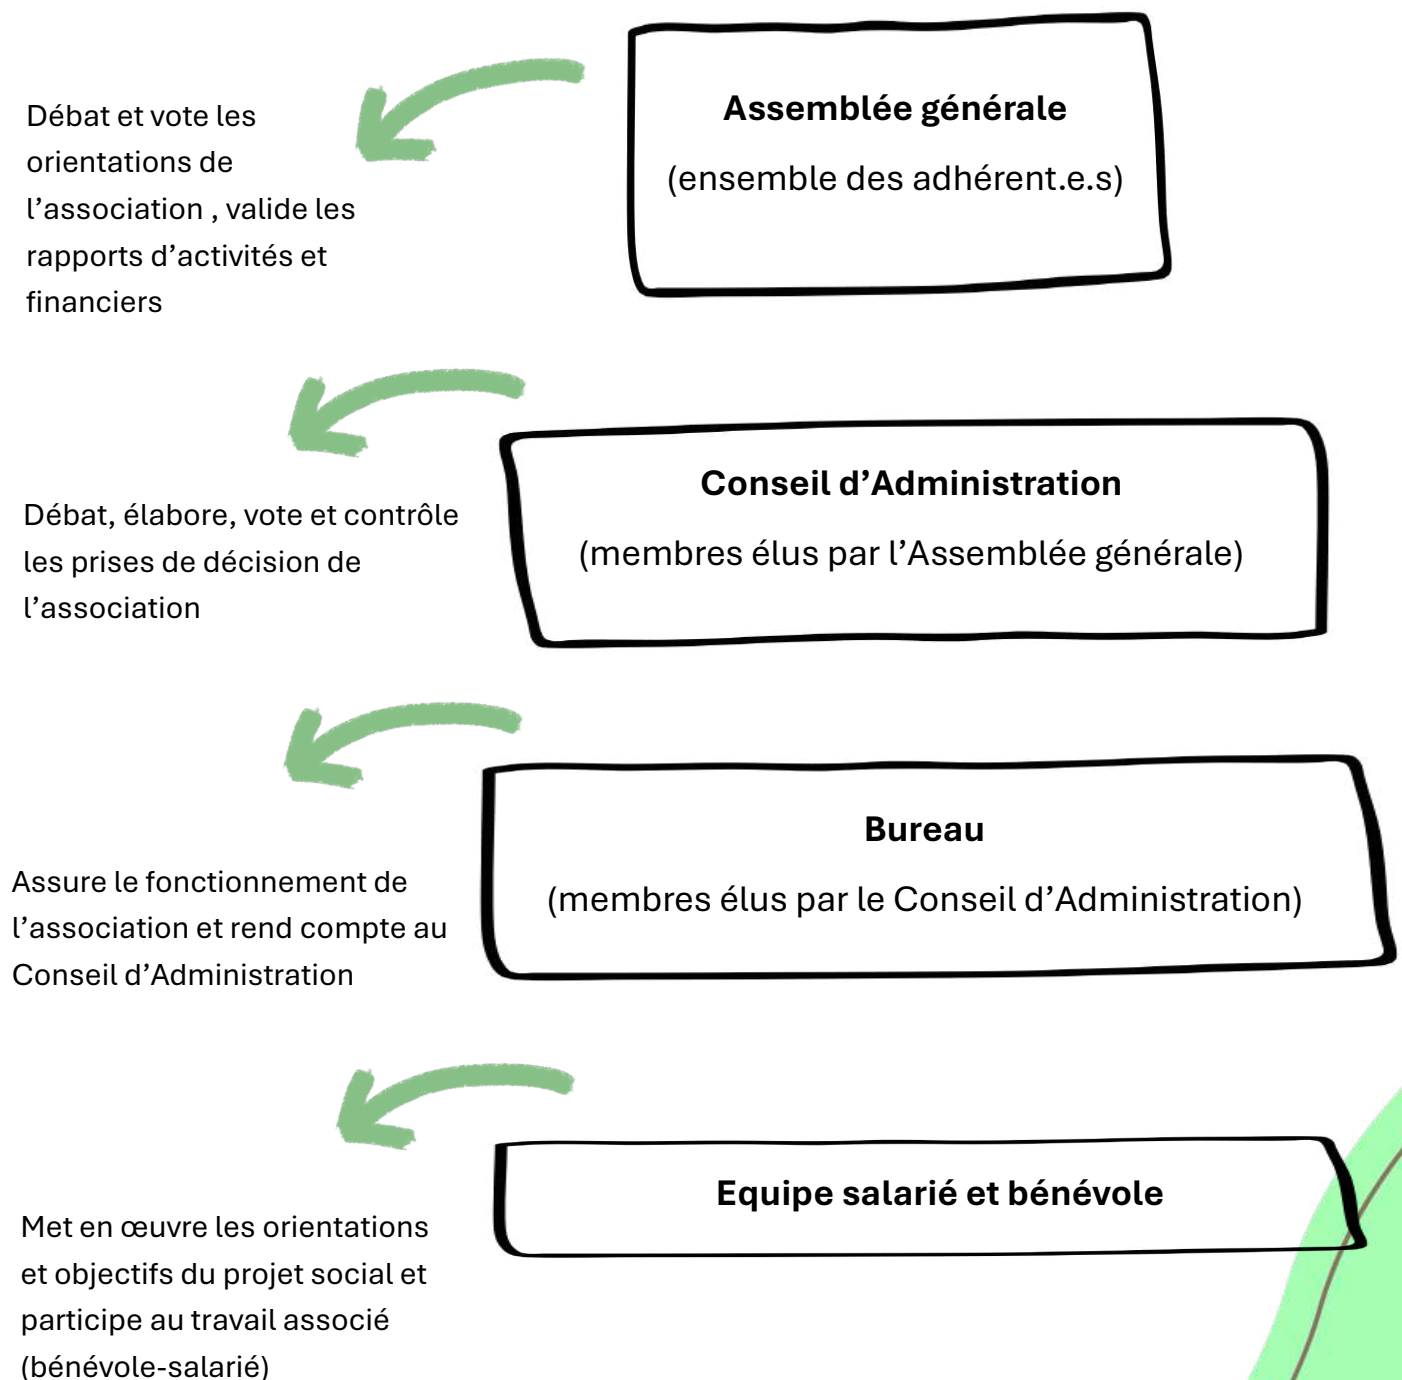 Assemblée générale
(ensemble des adhérent.e.s)
Débat et vote les
orientations de
l’association , valide les
rapports d’activités et
financiers
Conseil d’Administration
(membres élus par l’Assemblée générale)
Débat, élabore, vote et contrôle
les prises de décision de
l’association
Bureau
(membres élus par le Conseil d’Administration)
Assure le fonctionnement de
l’association et rend compte au
Conseil d’Administration
Equipe salarié et bénévole
Met en œuvre les orientations
et objectifs du projet social et
participe au travail associé
(bénévole-salarié)